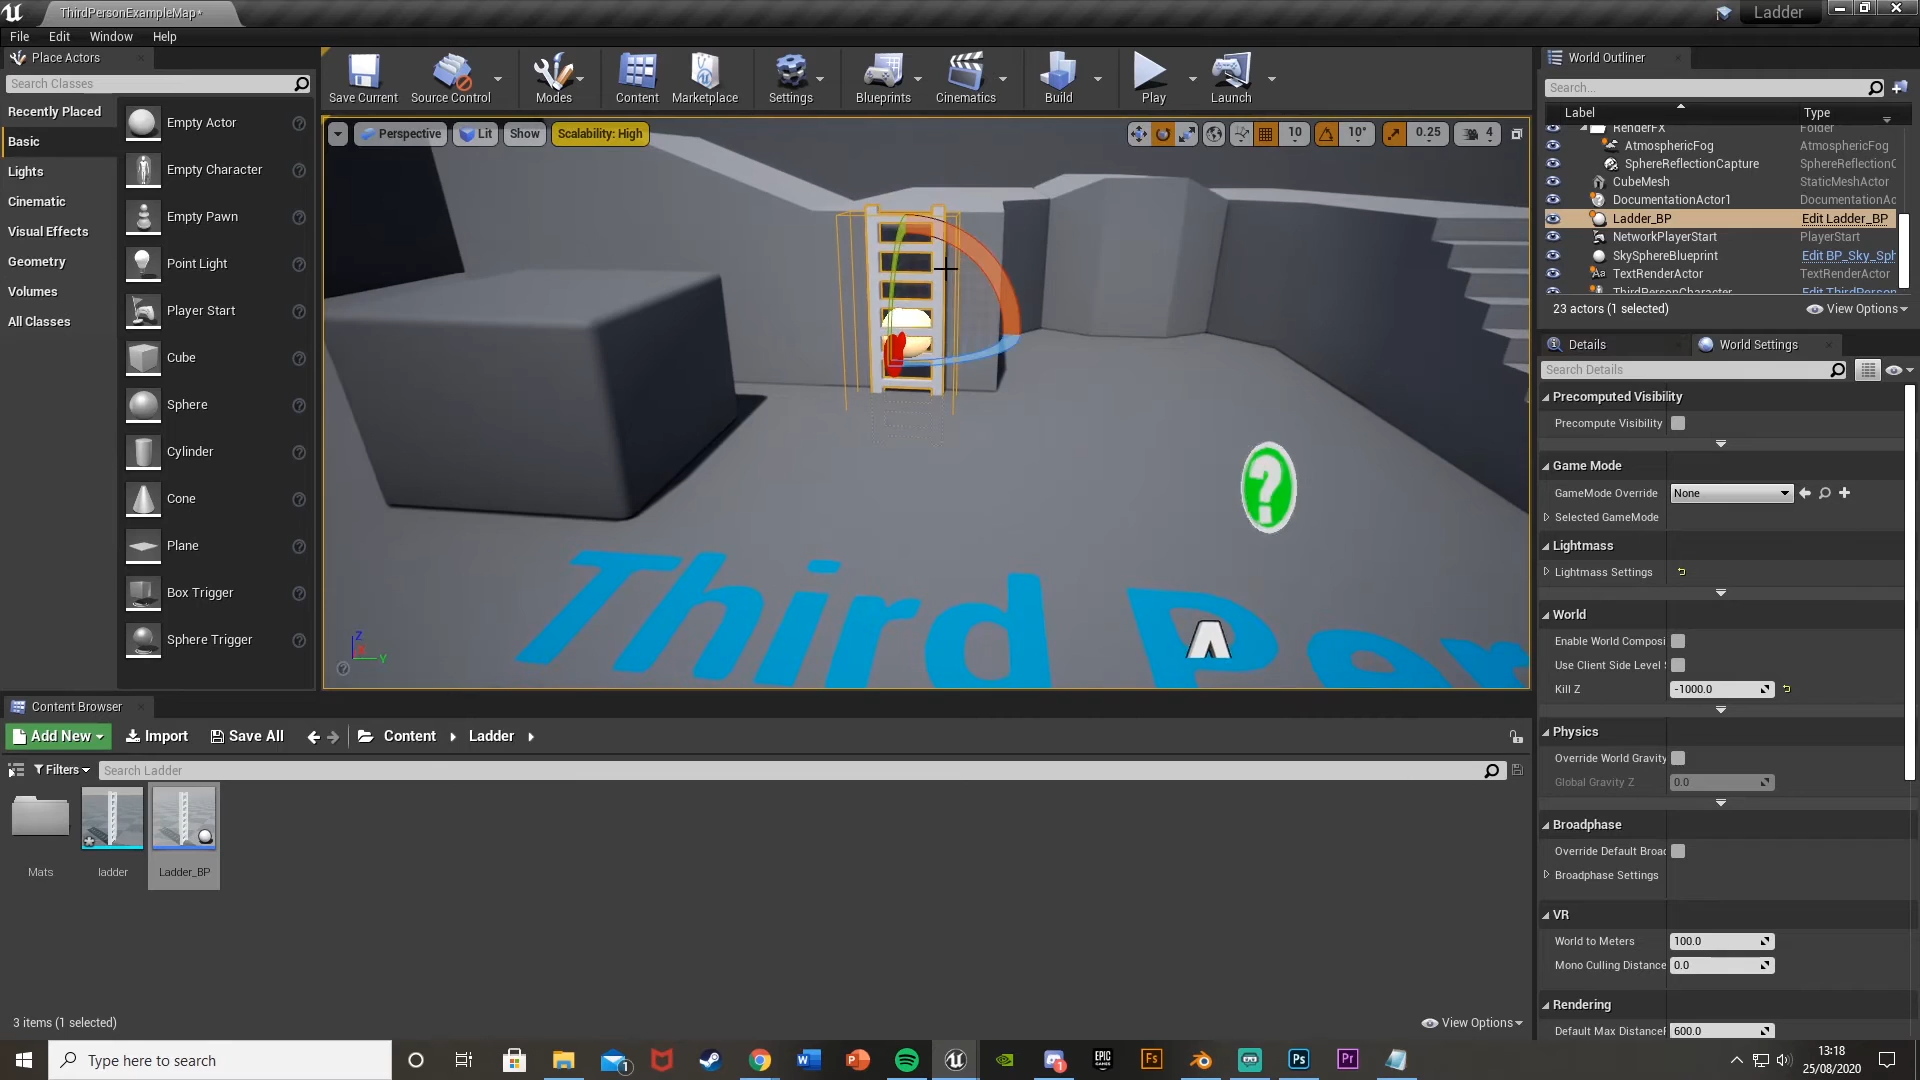 ThirdPersonExampleMap*
Ladder
File Edit Window Help
Place Actors
Search Classes
Recently Placed
Basic
Lights
Cinematic
Visual Effects
Geometry
Volumes
All Classes
Empty Actor
Empty Character
Empty Pawn
Point Light
Player Start
Cube
Sphere
Cylinder
Cone
Plane
Box Trigger
Sphere Trigger
Save Current Source Control Modes Content Marketplace Settings Blueprints Cinematics Build Play Launch
Perspective Lit Show Scalability: High
10 10° 0.25 4
Third Per
?
Z
Y
World Outliner
Search...
Label Type
RenderFX Folder
AtmosphericFog AtmosphericFog
SphereReflectionCapture SphereReflectionC
CubeMesh StaticMeshActor
DocumentationActor1 DocumentationAc
Ladder_BP Edit Ladder_BP
NetworkPlayerStart PlayerStart
SkySphereBlueprint Edit BP_Sky_Sph
TextRenderActor TextRenderActor
ThirdPersonCharacter Edit ThirdPerson
23 actors (1 selected) View Options
Details World Settings
Search Details
Precomputed Visibility
Precompute Visibility
Game Mode
GameMode Override None
Selected GameMode
Lightmass
Lightmass Settings
World
Enable World Composi
Use Client Side Level
Kill Z -1000.0
Physics
Override World Gravity
Global Gravity Z 0.0
Broadphase
Override Default Broad
Broadphase Settings
VR
World to Meters 100.0
Mono Culling Distance 0.0
Rendering
Default Max DistanceF 600.0
Content Browser
Add New Import Save All Content Ladder
Filters Search Ladder
Mats ladder Ladder_BP
3 items (1 selected) View Options
Type here to search
13:18
25/08/2020